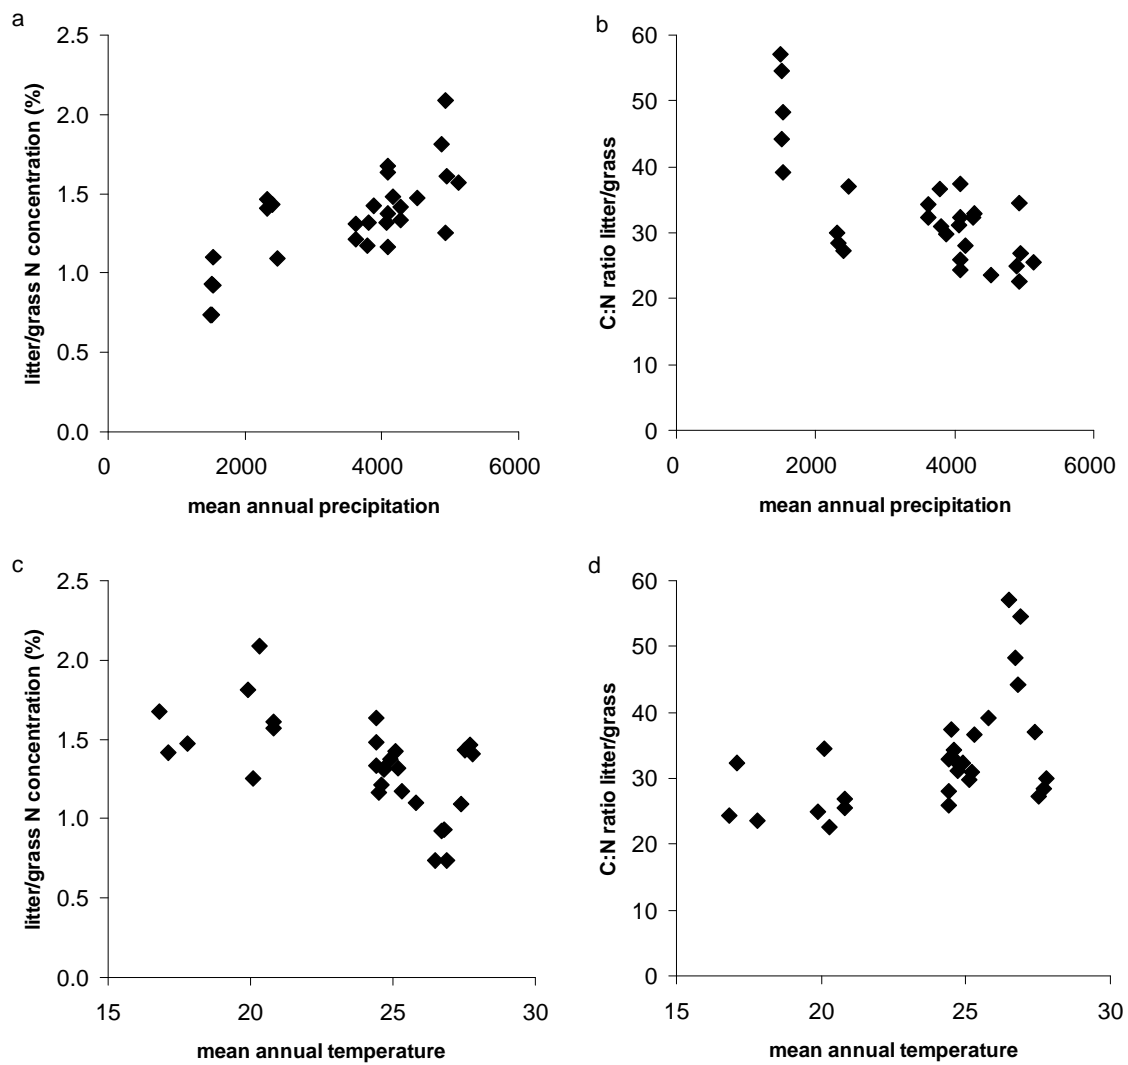 a
2.5
2.0
1.5
1.0
0.5
0.0
litter/grass N concentration (%)
0 2000 4000 6000
mean annual precipitation
b
60
50
40
30
20
10
0
C:N ratio litter/grass
0 2000 4000 6000
mean annual precipitation
c
2.5
2.0
1.5
1.0
0.5
0.0
litter/grass N concentration (%)
15 20 25 30
mean annual temperature
d
60
50
40
30
20
10
0
C:N ratio litter/grass
15 20 25 30
mean annual temperature